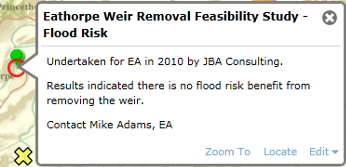 Princetho
Eathorpe Weir Removal Feasibility Study -
Flood Risk
Undertaken for EA in 2010 by JBA Consulting.
Results indicated there is no flood risk benefit from
removing the weir.
Contact Mike Adams, EA
Zoom To Locate Edit